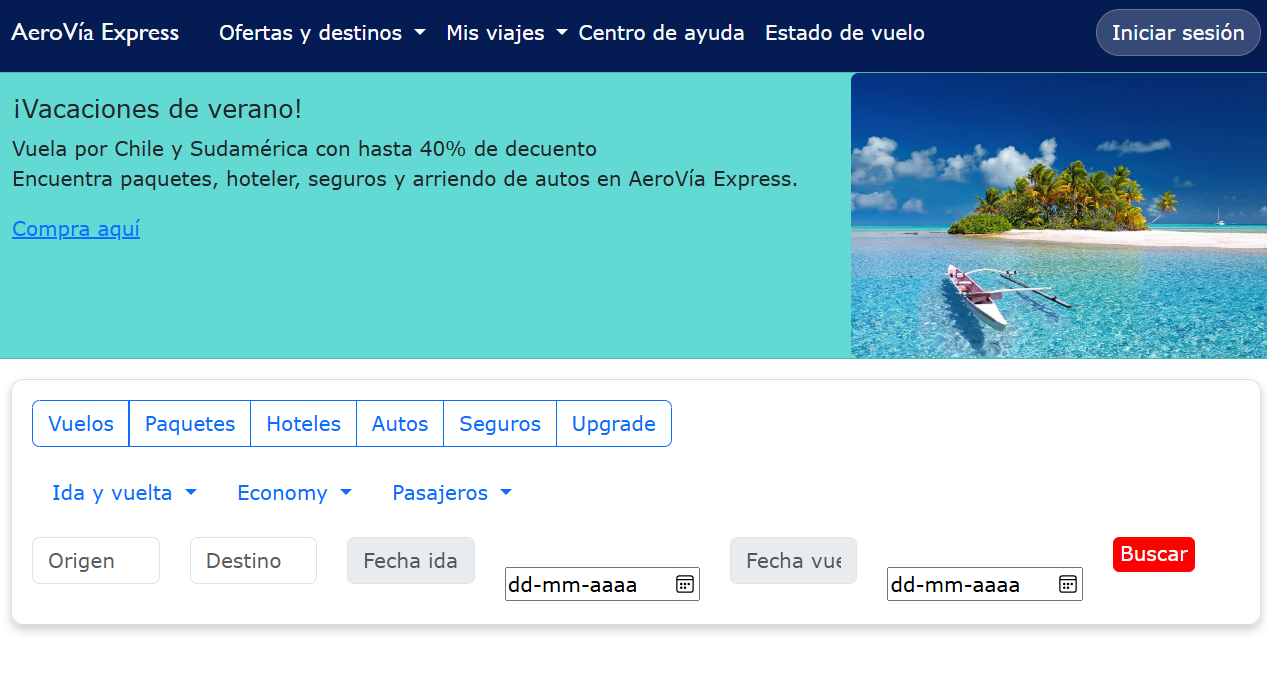 AeroVía Express Ofertas y destinos Mis viajes Centro de ayuda Estado de vuelo Iniciar sesión
¡Vacaciones de verano!
Vuela por Chile y Sudamérica con hasta 40% de decuento
Encuentra paquetes, hoteler, seguros y arriendo de autos en AeroVía Express.
Compra aquí
Vuelos Paquetes Hoteles Autos Seguros Upgrade
Ida y vuelta Economy Pasajeros
Origen Destino Fecha ida dd-mm-aaaa Fecha vue dd-mm-aaaa Buscar